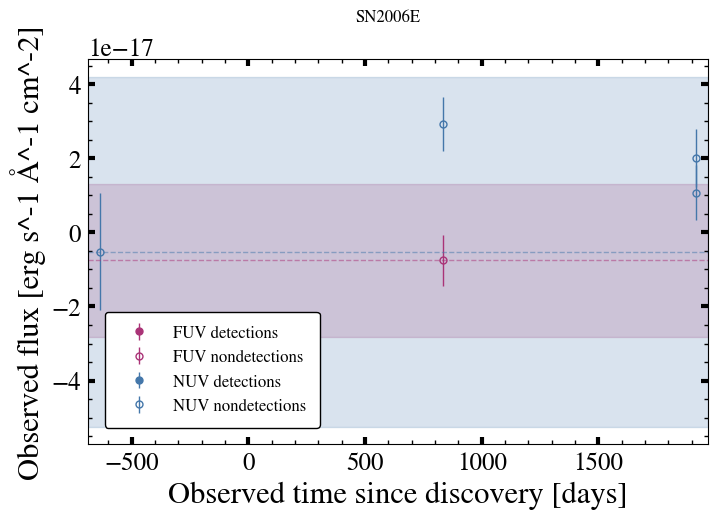 SN2006E
1e−17
Observed flux [erg s^-1 Å^-1 cm^-2]
4
2
0
−2
−4
FUV detections
FUV nondetections
NUV detections
NUV nondetections
−500 0 500 1000 1500
Observed time since discovery [days]